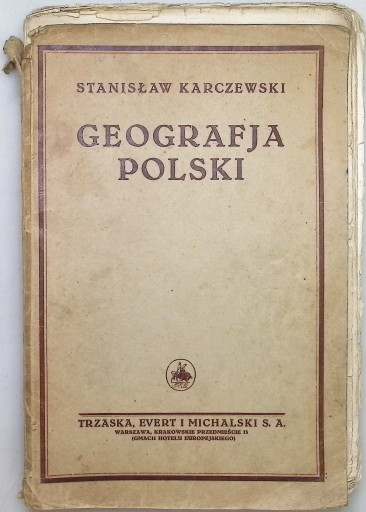 STANISŁAW KARCZEWSKI
GEOGRAFJA
POLSKI
TRZASKA, EVERT I MICHALSKI S. A.
WARSZAWA, KRAKOWSKIE PRZEDMIEŚCIE 13
(GMACH HOTELU EUROPEJSKIEGO)